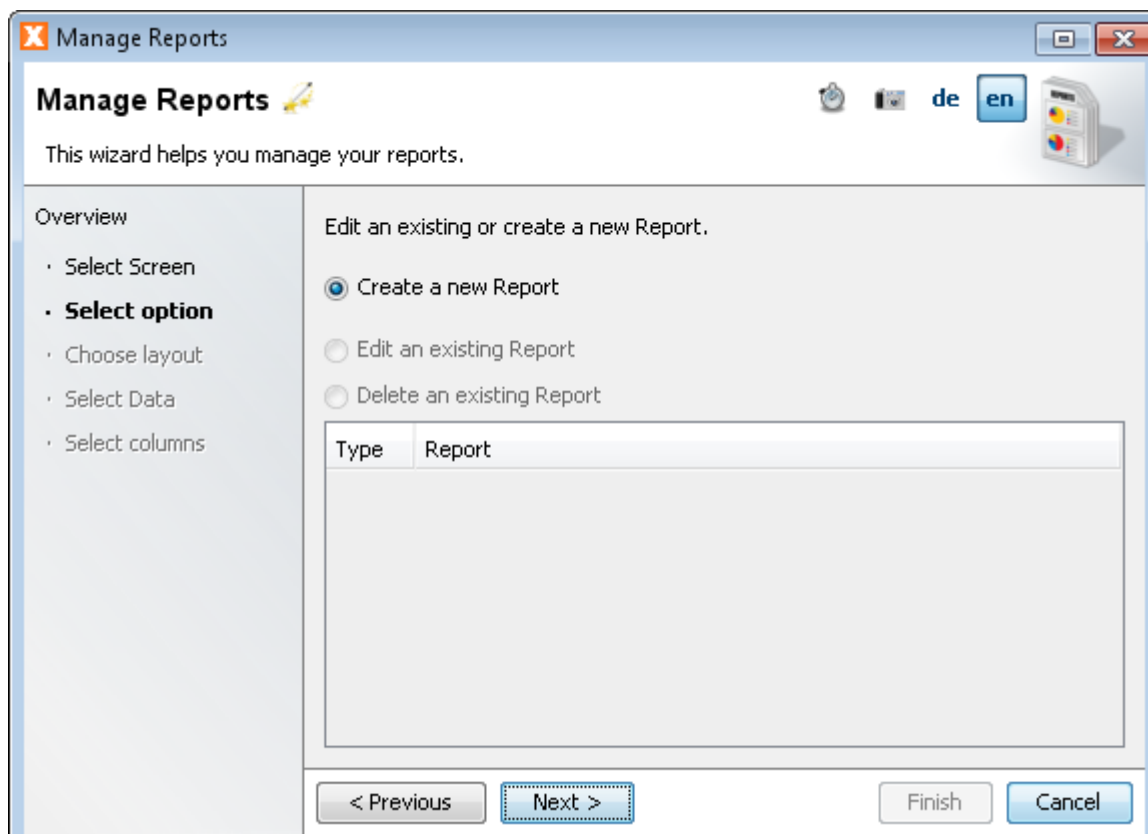 Manage Reports
Manage Reports
de en
This wizard helps you manage your reports.
Overview
· Select Screen
· Select option
· Choose layout
· Select Data
· Select columns
Edit an existing or create a new Report.
Create a new Report
Edit an existing Report
Delete an existing Report
Type Report
< Previous Next > Finish Cancel